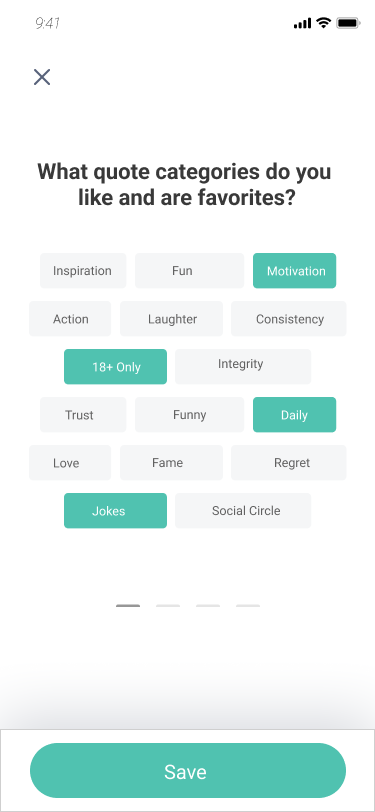 9:41
What quote categories do you
like and are favorites?
Inspiration Fun Motivation
Action Laughter Consistency
18+ Only Integrity
Trust Funny Daily
Love Fame Regret
Jokes Social Circle
Save